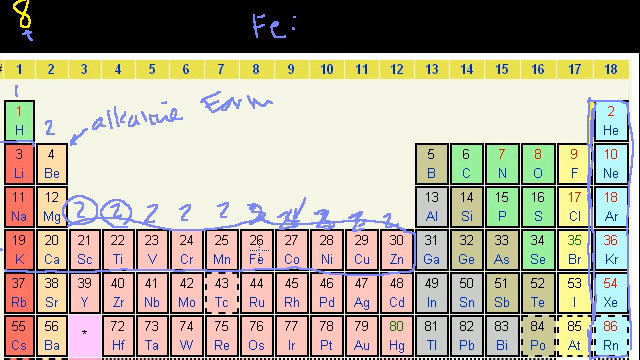 8
Fe:
1 2 3 4 5 6 7 8 9 10 11 12 13 14 15 16 17 18
1
1 2 alkaline Earth 2
H He
3 4 5 6 7 8 9 10
Li Be B C N O F Ne
11 12 13 14 15 16 17 18
Na Mg 2 2 2 2 2 2 2 Al Si P S Cl Ar
19 20 21 22 23 24 25 26 27 28 29 30 31 32 33 34 35 36
K Ca Sc Ti V Cr Mn Fe Co Ni Cu Zn Ga Ge As Se Br Kr
37 38 39 40 41 42 43 44 45 46 47 48 49 50 51 52 53 54
Rb Sr Y Zr Nb Mo Tc Ru Rh Pd Ag Cd In Sn Sb Te I Xe
55 56 * 72 73 74 75 76 77 78 79 80 81 82 83 84 85 86
Cs Ba Hf Ta W Re Os Ir Pt Au Hg Tl Pb Bi Po At Rn